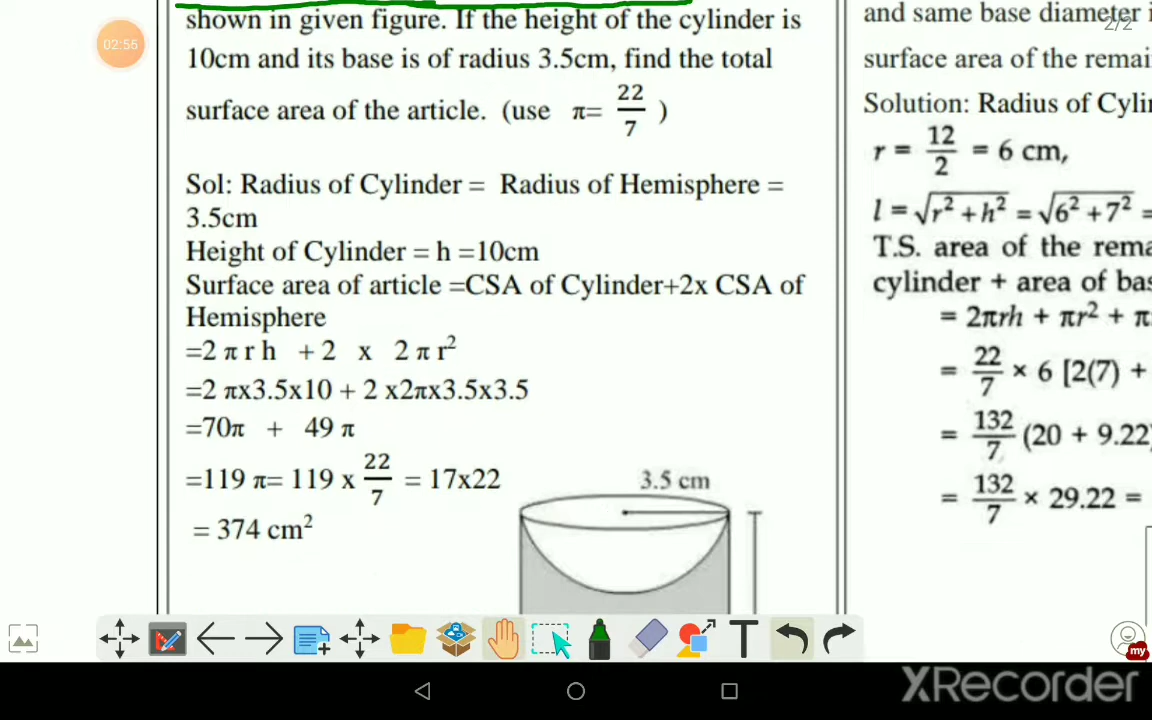 02:56
shown in given figure. If the height of the cylinder is
10cm and its base is of radius 3.5cm, find the total
surface area of the article. (use π= 22/7 )
Sol: Radius of Cylinder = Radius of Hemisphere =
3.5cm
Height of Cylinder = h =10cm
Surface area of article =CSA of Cylinder+2x CSA of
Hemisphere
=2 π r h + 2 x 2 π r²
=2 πx3.5x10 + 2 x2πx3.5x3.5
=70π + 49 π
=119 π= 119 x 22/7 = 17x22
= 374 cm²
3.5 cm
and same base diameter
2/2
surface area of the
Solution: Radius of
r = 12/2 = 6 cm,
l = √r² + h² = √6² + 7² =
T.S. area of the
cylinder + area of
= 2πrh + πr² + π
= 22/7 × 6 [2(7) +
= 132/7 (20 + 9.22
= 132/7 × 29.22 =
T
my
XRecorder